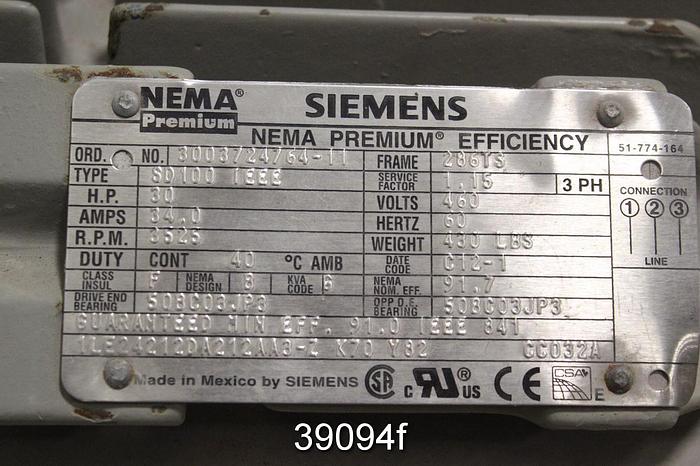 NEMA® Premium SIEMENS
NEMA PREMIUM® EFFICIENCY
51-774-164
ORD. NO. 3003724764-11 FRAME 286TS
TYPE SD100 IEEE SERVICE FACTOR 1.15 3 PH
H.P. 30 VOLTS 460
AMPS 34.0 HERTZ 60
R.P.M. 3525 WEIGHT 430 LBS
DUTY CONT 40 °C AMB DATE CODE C12-1
CLASS INSUL F NEMA DESIGN B KVA CODE G NEMA NOM. EFF. 91.7
DRIVE END BEARING 50BC03JP3 OPP D.E. BEARING 50BC03JP3
GUARANTEED MIN EFF. 91.0 IEEE 841
1LE24212DA212AA3-Z K70 Y82 CC032A
Made in Mexico by SIEMENS SA C RU US CE CSA E
CONNECTION
1 2 3
LINE
39094f